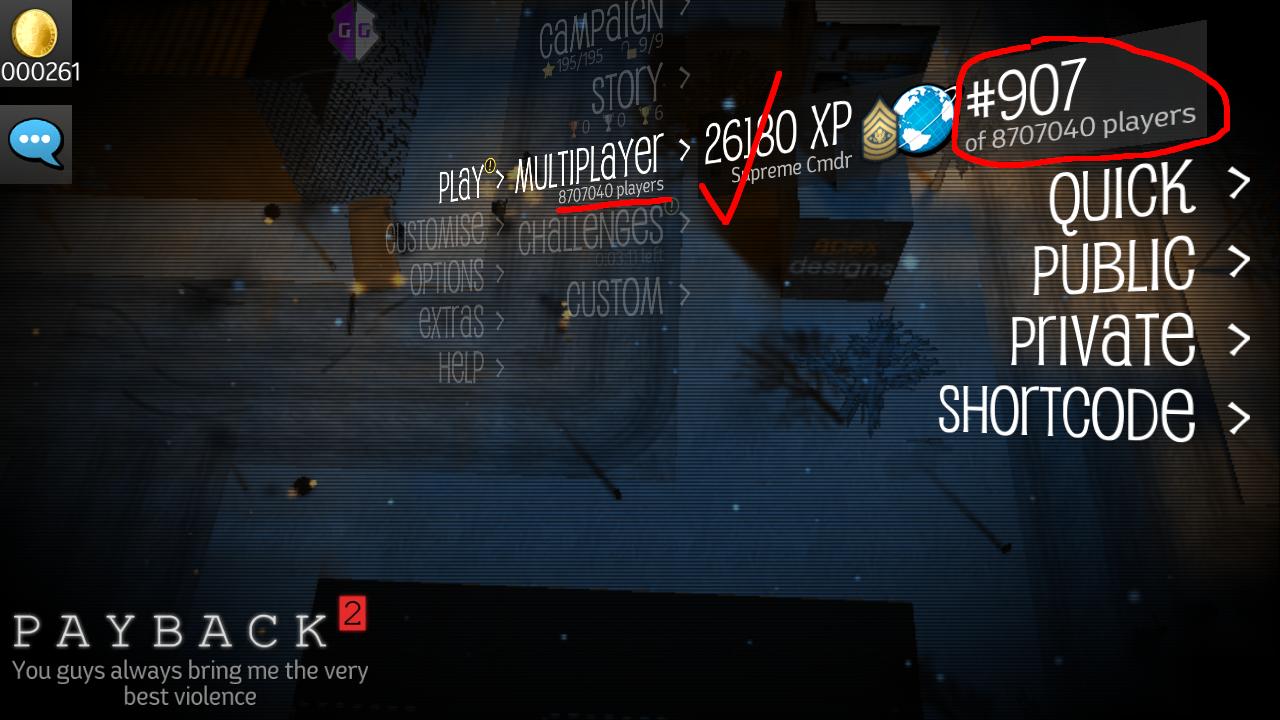 000261
G G
CAMPAIGN
195/195 9/9
STORY
0 0 6
PLAY
MULTIPLAYER
8707040 players
26180 XP
Supreme Cmdr
#907
of 8707040 players
CUSTOMISE
CHALLENGES
OPTIONS
CUSTOM
EXTRAS
HELP
designs
QUICK
PUBLIC
PRIVATE
SHORTCODE
PAYBACK 2
You guys always bring me the very
best violence